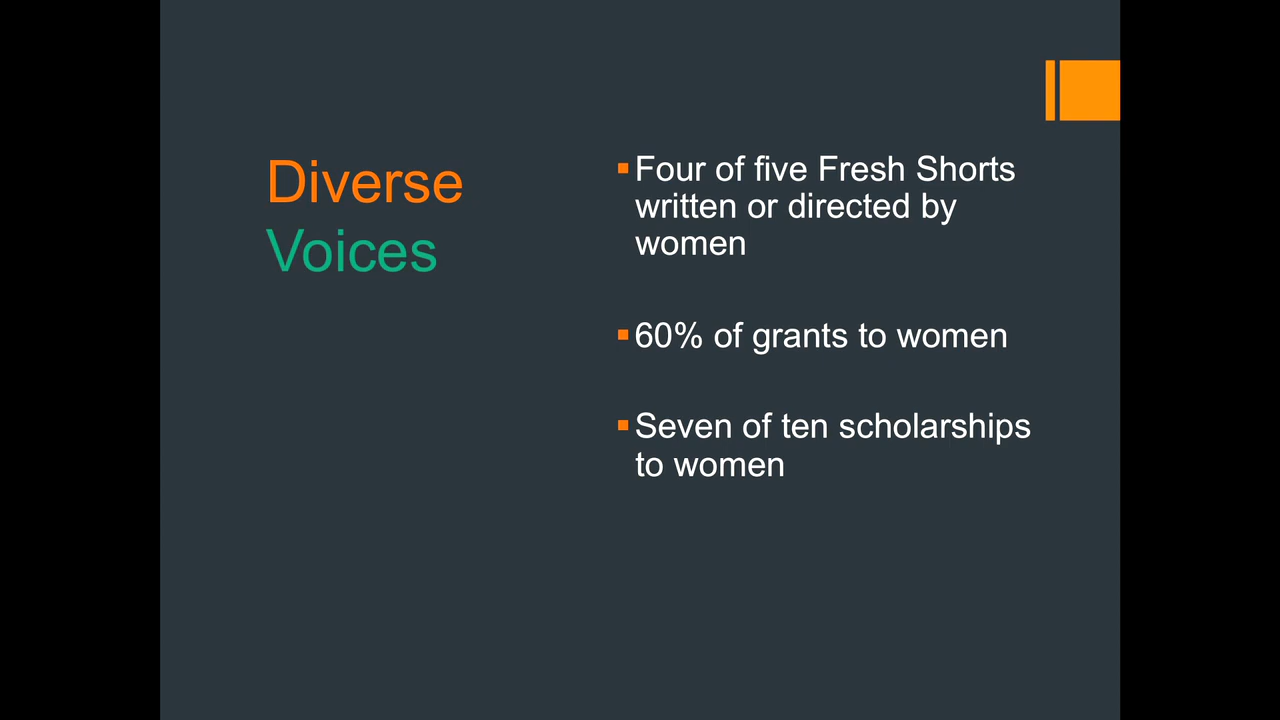 Diverse
Voices
Four of five Fresh Shorts
written or directed by
women
60% of grants to women
Seven of ten scholarships
to women